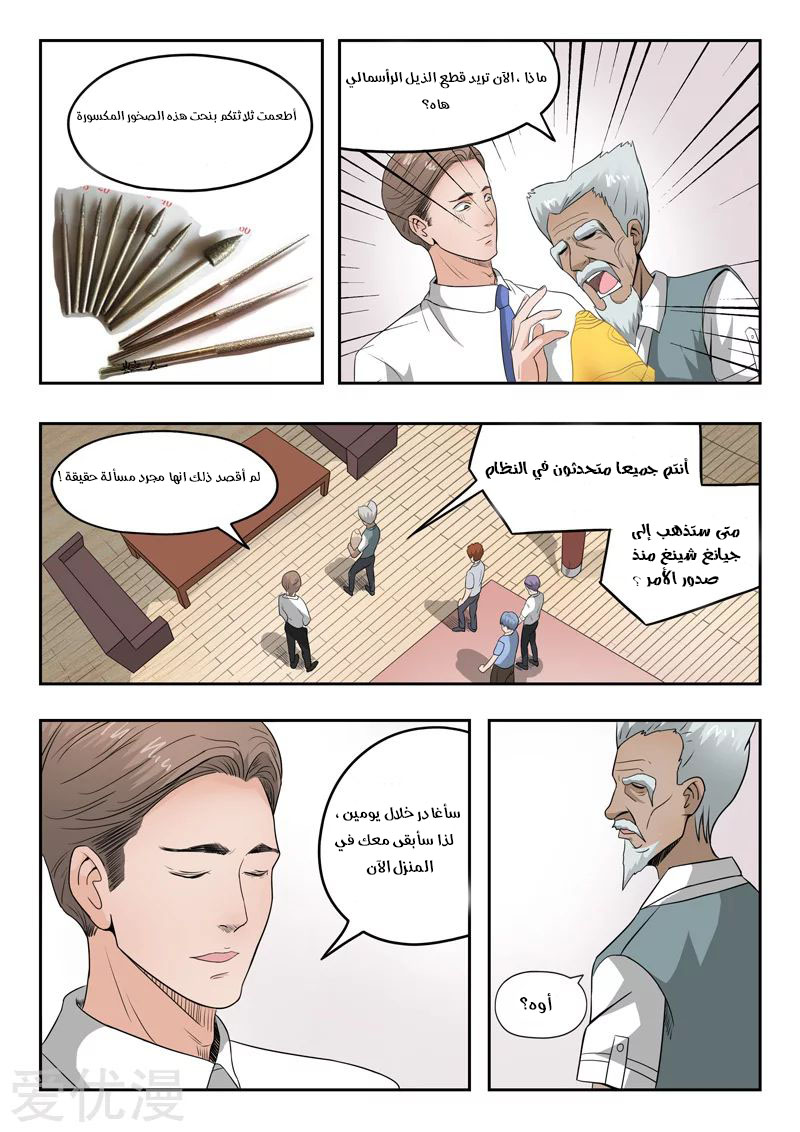 ماذا ، الآن تريد قطع الذيل الرأسمالي
هاه؟
أطعمت ثلاثتكم بنحت هذه الصخور المكسورة
أنتم جميعا متحدثون في النظام
متى ستذهب إلى
جيانغ شينغ منذ
صدور الأمر ؟
لم أقصد ذلك انها مجرد مسألة حقيقة !
أوه؟
سأغادر خلال يومين ،
لذا سأبقى معك في
المنزل الآن
爱优漫